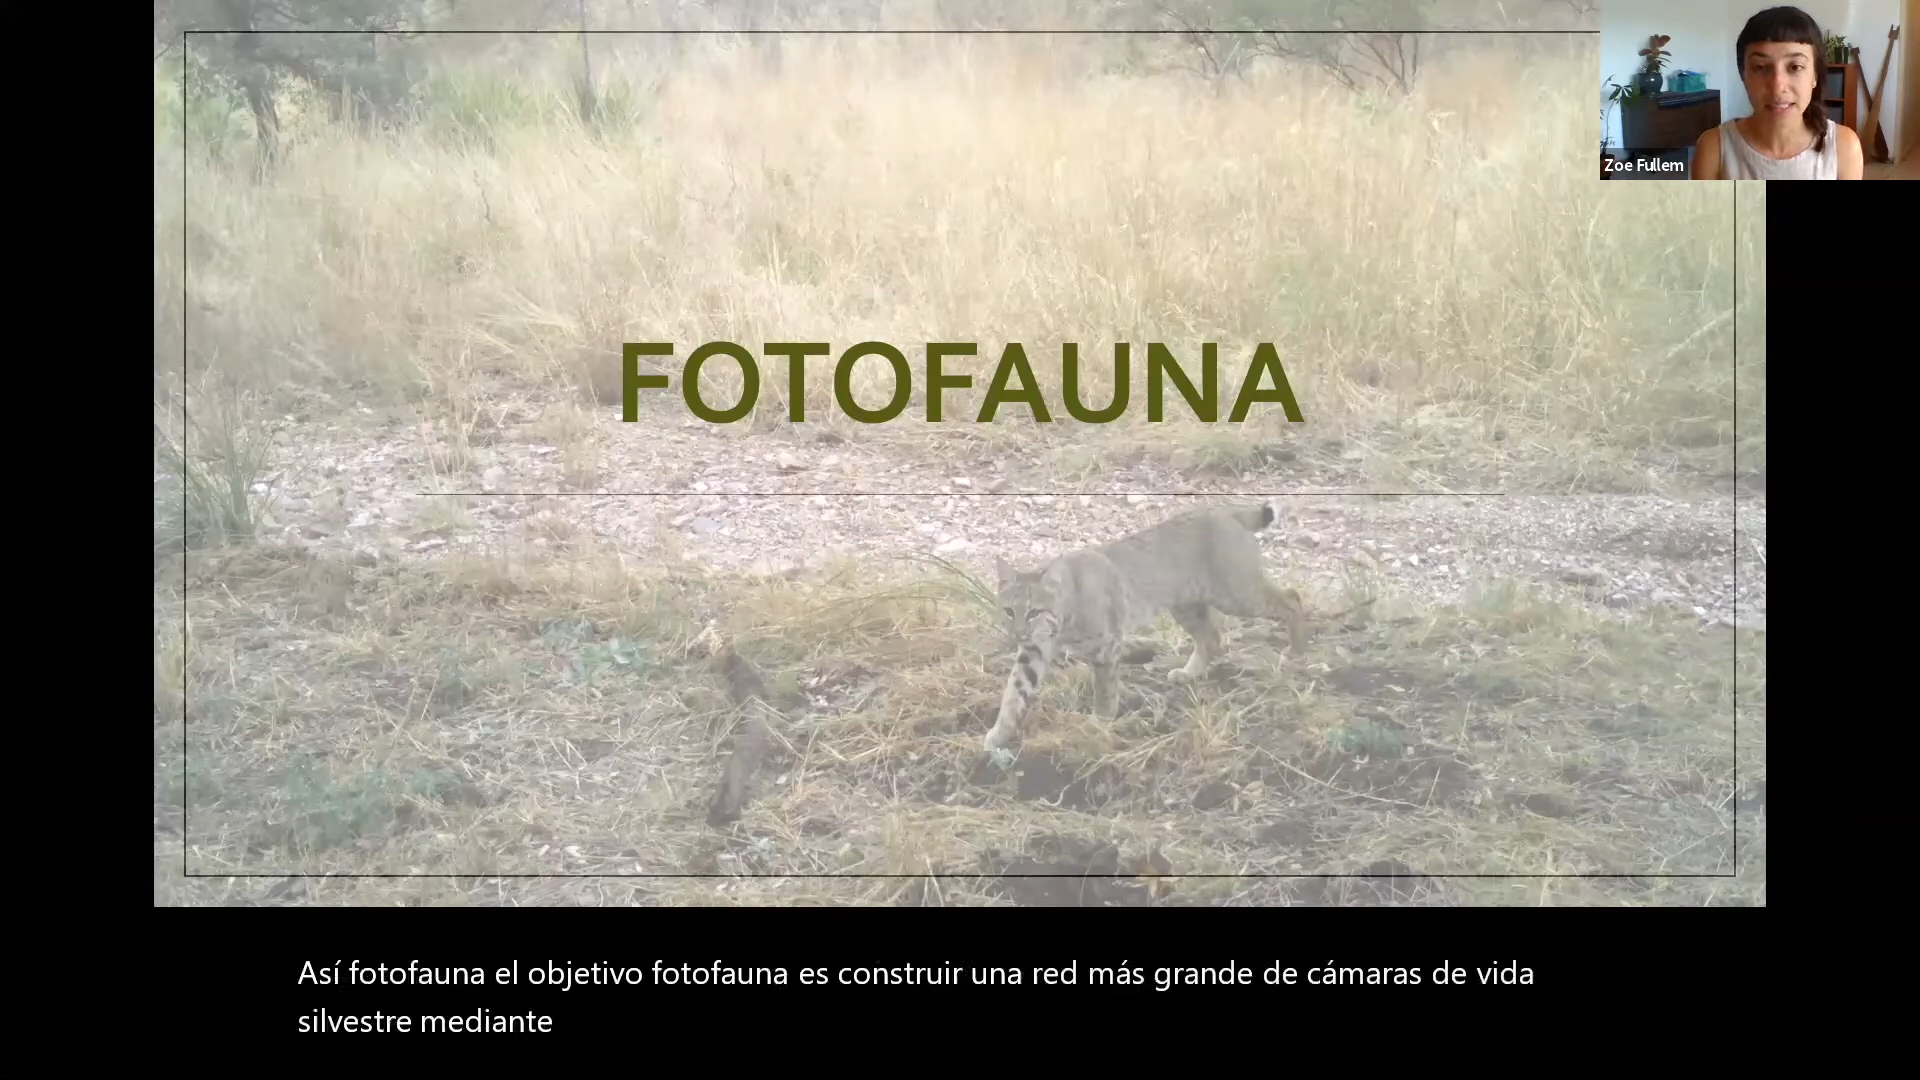 FOTOFAUNA
Zoe Fullem
Así fotofauna el objetivo fotofauna es construir una red más grande de cámaras de vida
silvestre mediante